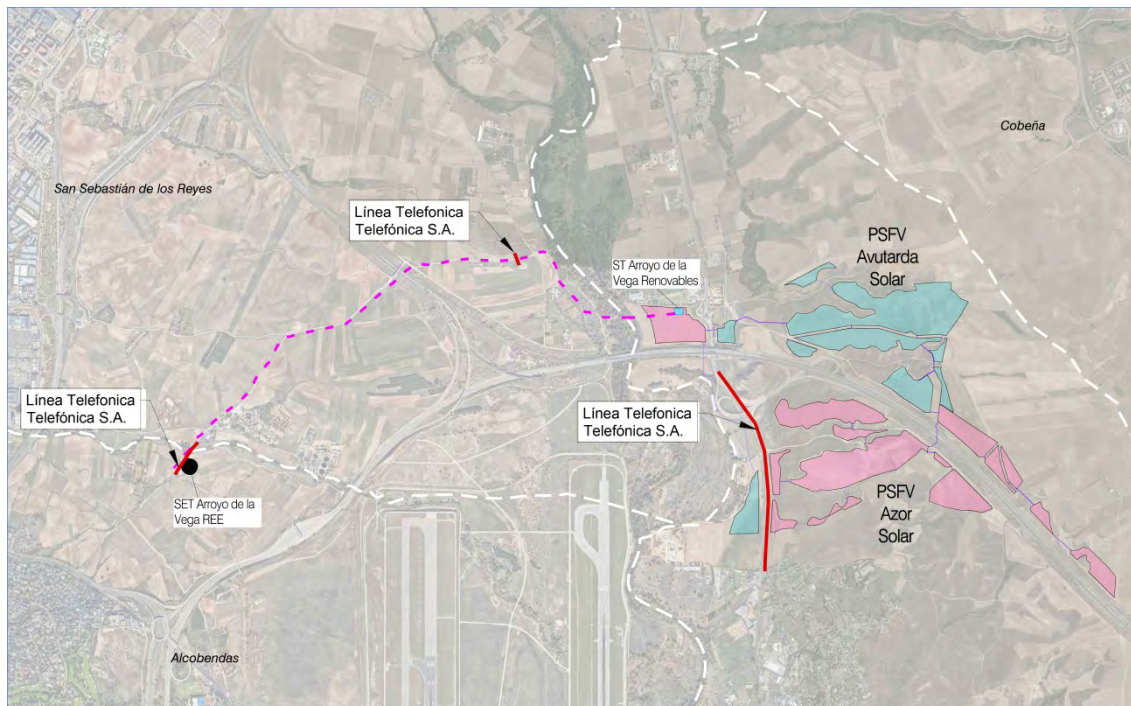 Cobeña
San Sebastián de los Reyes
Línea Telefonica
Telefónica S.A.
PSFV
Avutarda
Solar
ST Arroyo de la
Vega Renovables
Línea Telefonica
Telefónica S.A.
Línea Telefonica
Telefónica S.A.
SET Arroyo de la
Vega REE
PSFV
Azor
Solar
Alcobendas